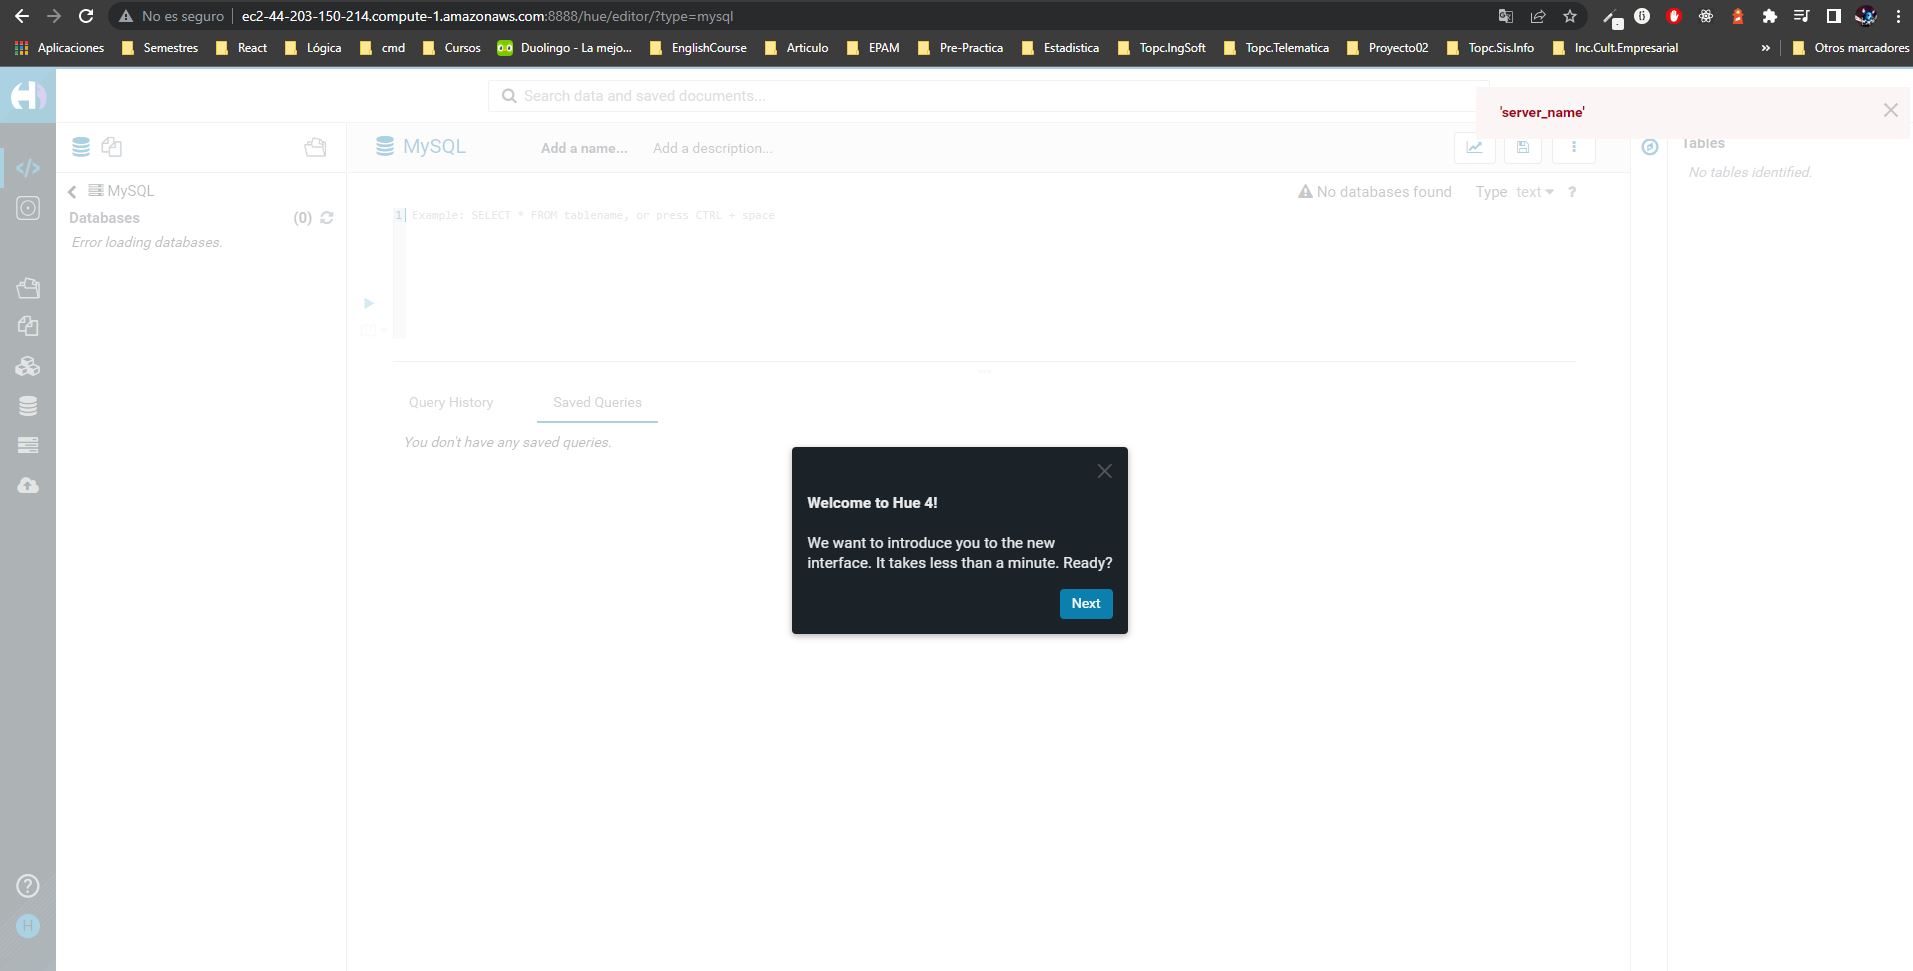 No es seguro
ec2-44-203-150-214.compute-1.amazonaws.com:8888/hue/editor/?type=mysql
Aplicaciones Semestres React Lógica cmd Cursos Duolingo - La mejo... EnglishCourse Articulo EPAM Pre-Practica Estadistica Topc.IngSoft Topc.Telematica Proyecto02 Topc.Sis.Info Inc.Cult.Empresarial » Otros marcadores
Search data and saved documents...
'server_name'
MySQL Add a name... Add a description...
Tables
No tables identified.
MySQL
No databases found Type text ?
Databases (0)
Error loading databases.
1 Example: SELECT * FROM tablename, or press CTRL + space
Query History Saved Queries
You don't have any saved queries.
Welcome to Hue 4!
We want to introduce you to the new
interface. It takes less than a minute. Ready?
Next
?
H